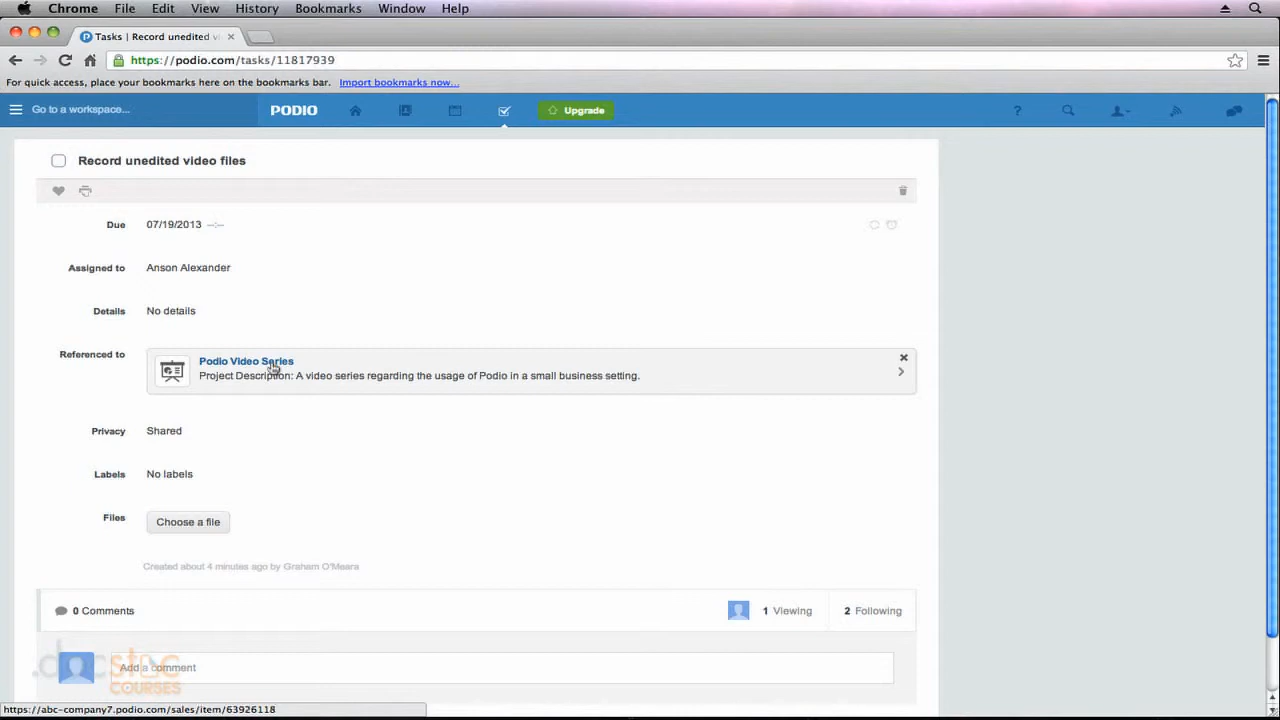 Chrome File Edit View History Bookmarks Window Help
Tasks | Record unedited v
https://podio.com/tasks/11817939
For quick access, place your bookmarks here on the bookmarks bar. Import bookmarks now...
Go to a workspace... PODIO Upgrade ?
Record unedited video files
Due 07/19/2013 --:--
Assigned to Anson Alexander
Details No details
Referenced to
Podio Video Series
Project Description: A video series regarding the usage of Podio in a small business setting.
Privacy Shared
Labels No labels
Files Choose a file
Created about 4 minutes ago by Graham O'Meara
0 Comments 1 Viewing 2 Following
Add a comment
.docstoc
COURSES
https://abc-company7.podio.com/sales/item/63926118